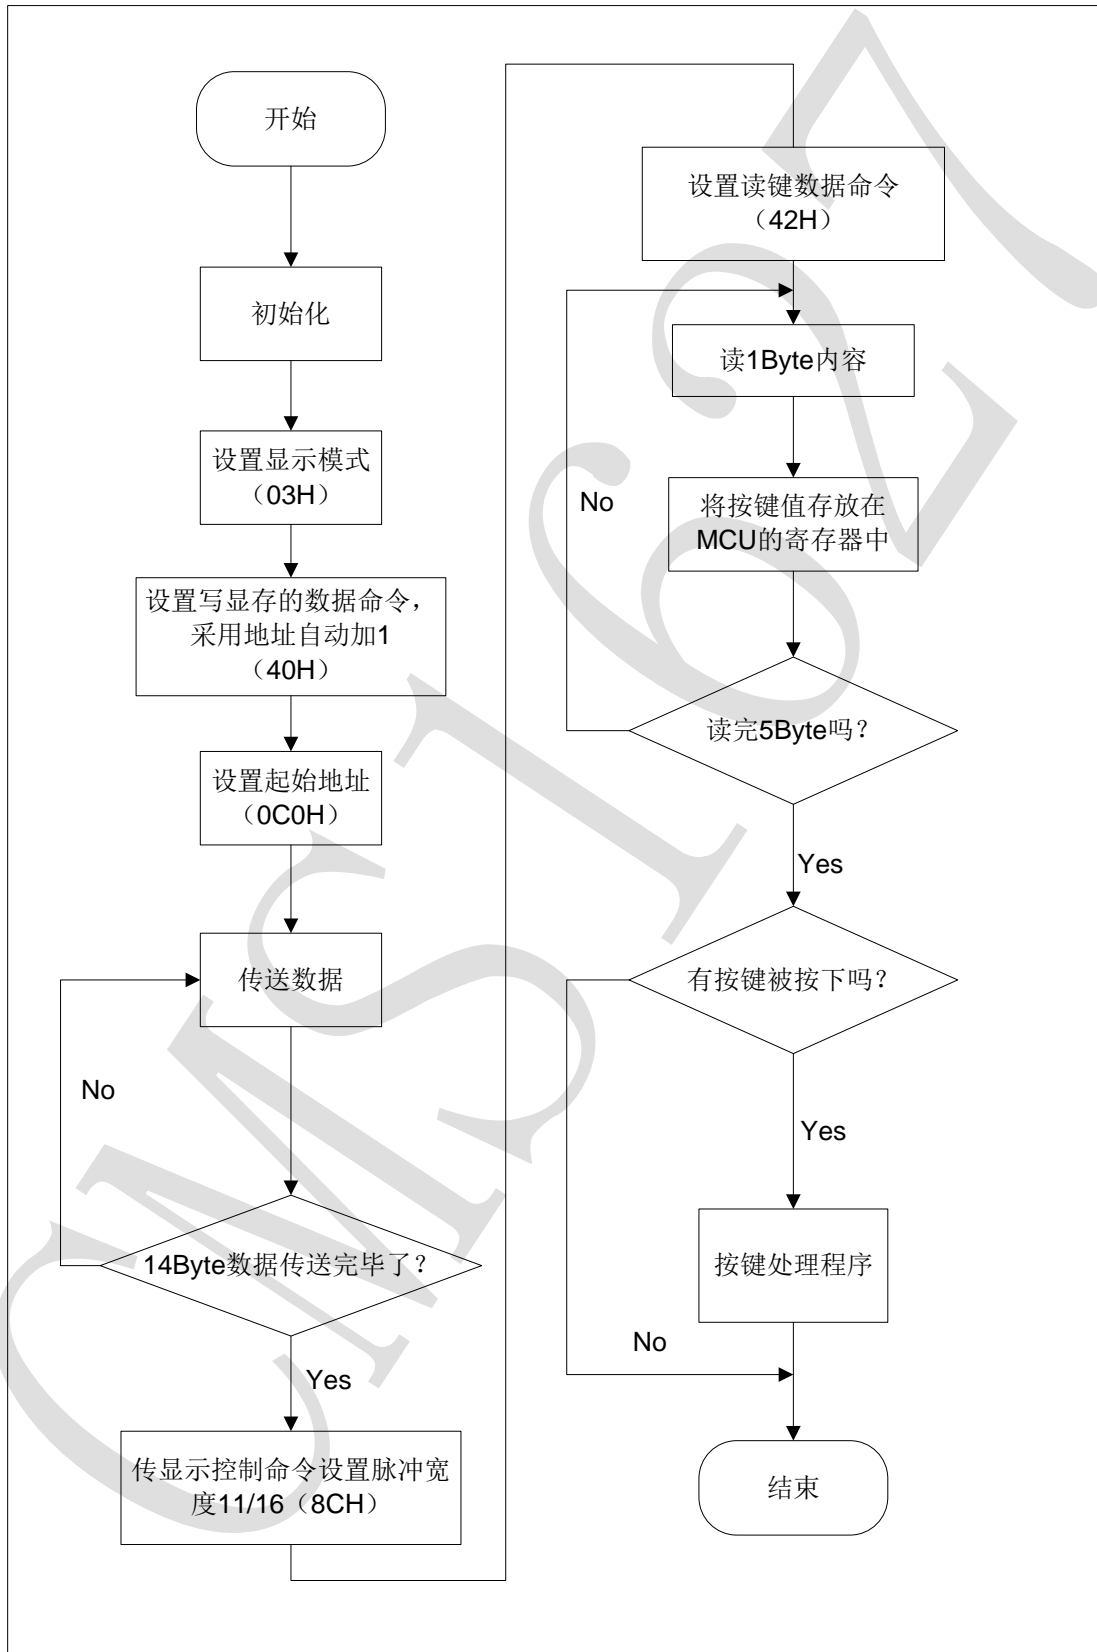 开始
初始化
设置显示模式
（03H）
设置写显存的数据命令，
采用地址自动加1
（40H）
设置起始地址
（0C0H）
传送数据
No
14Byte数据传送完毕了？
Yes
传显示控制命令设置脉冲宽
度11/16（8CH）
设置读键数据命令
（42H）
读1Byte内容
No
将按键值存放在
MCU的寄存器中
读完5Byte吗？
Yes
有按键被按下吗？
Yes
按键处理程序
No
结束
CMS1627